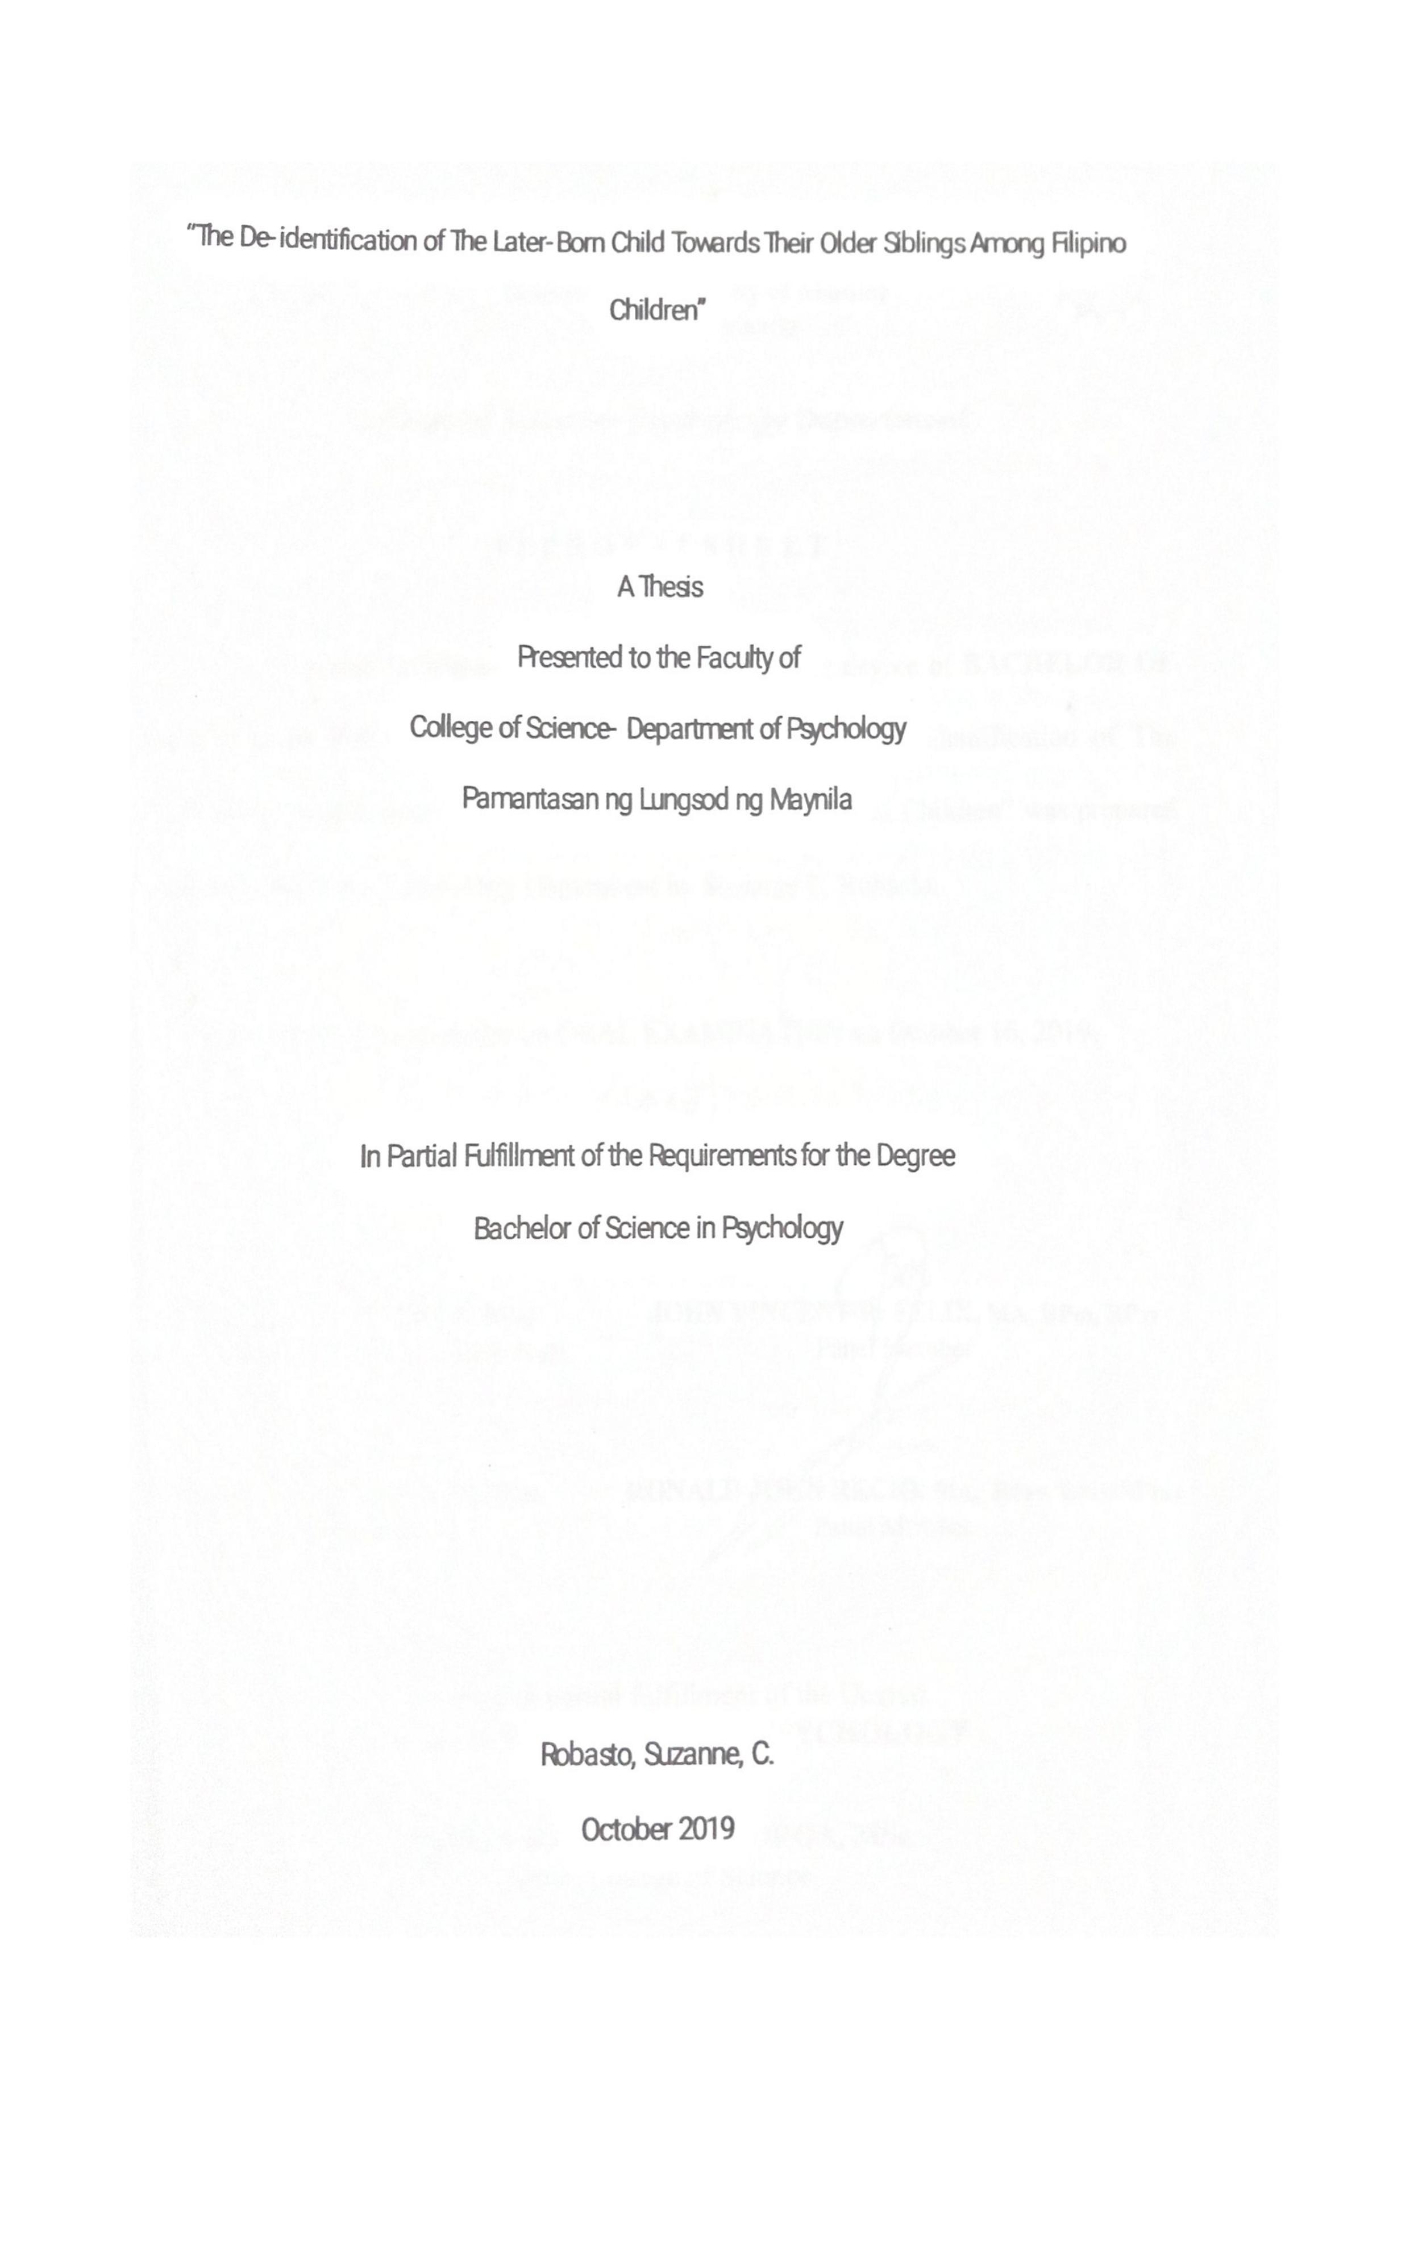 "The De-identification of The Later-Born Child Towards Their Older Siblings Among Filipino
Children"
A Thesis
Presented to the Faculty of
College of Science- Department of Psychology
Pamantasan ng Lungsod ng Maynila
In Partial Fulfillment of the Requirements for the Degree
Bachelor of Science in Psychology
Robasto, Suzanne, C.
October 2019